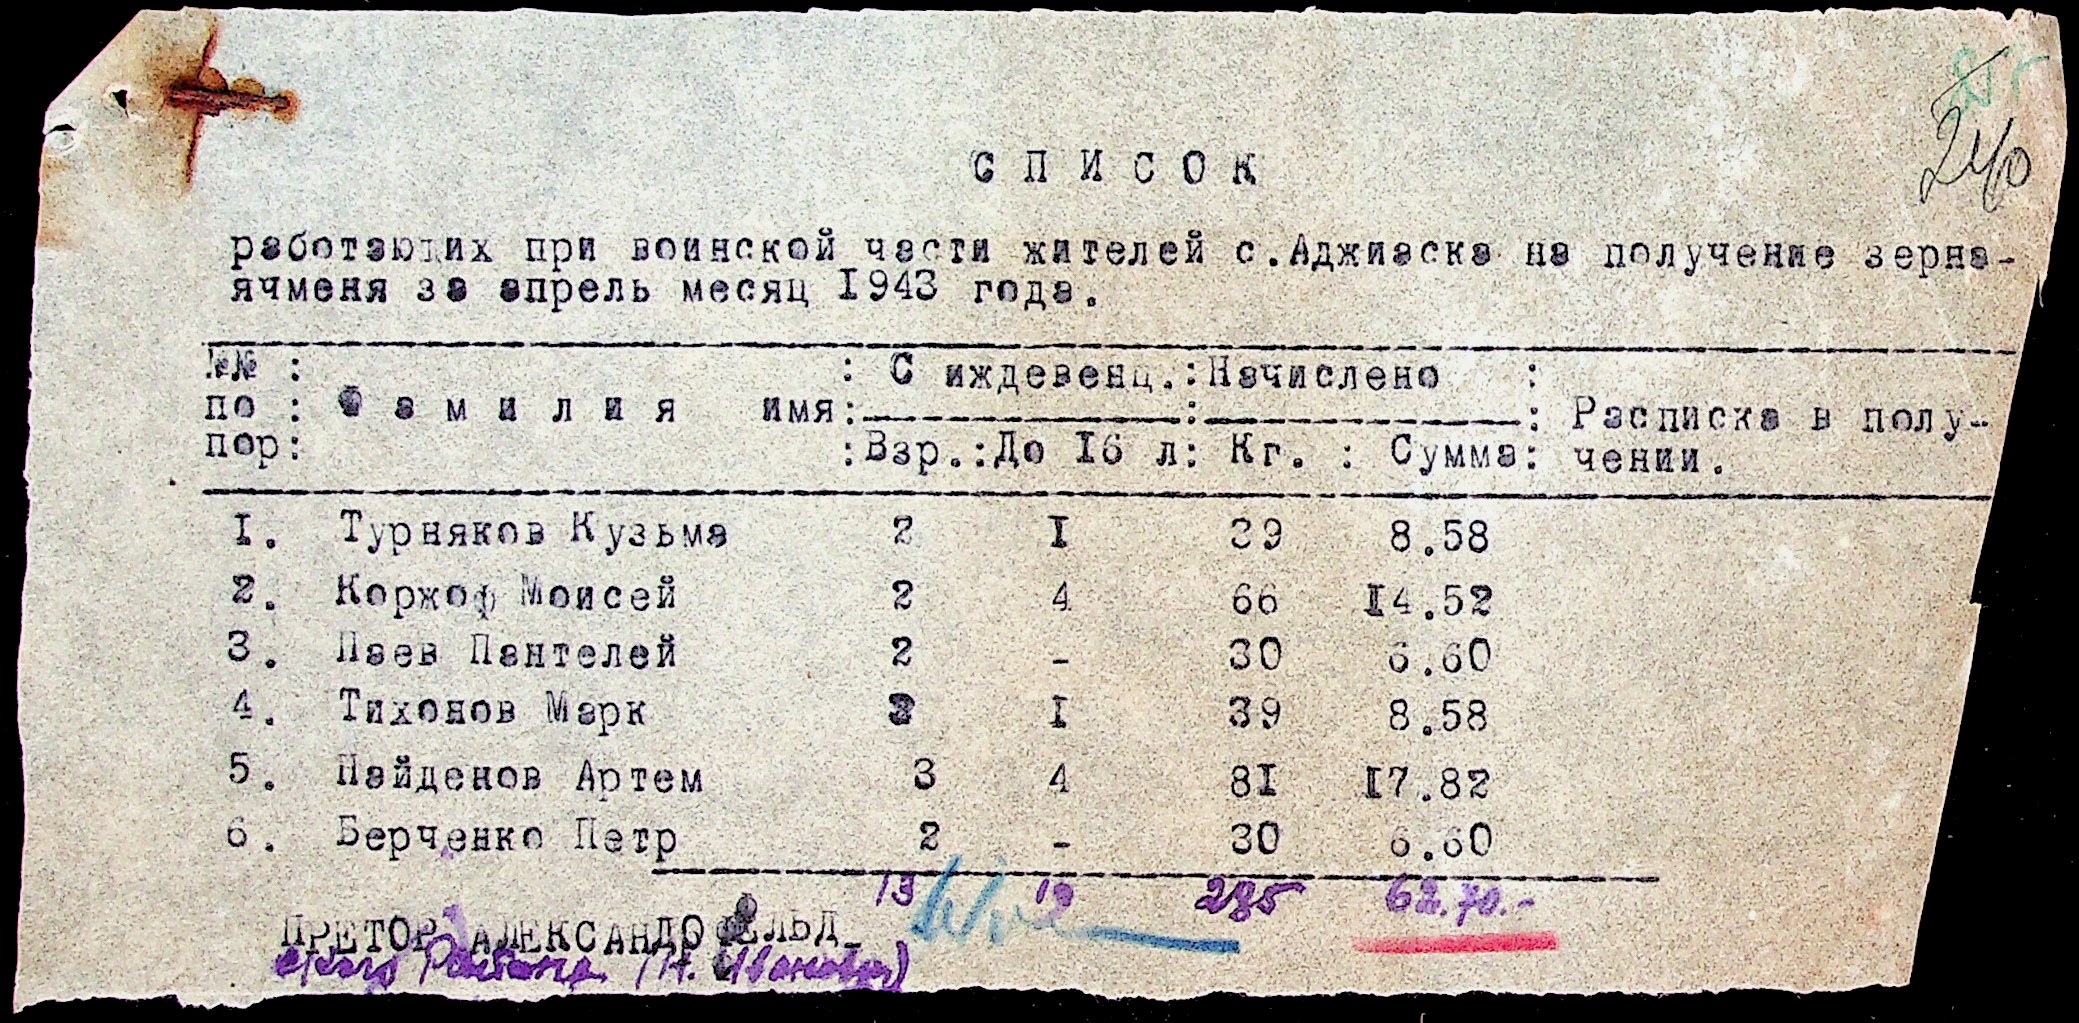 240
СПИСОК
работающих при воинской части жителей с.Аджиаска на получение зерна-
ячменя за апрель месяц 1943 года.
№№ : : С иждевенц.: Начислено :
по : Фамилия имя: : : Расписка в полу-
пор: :Взр.:До 16 л: Кг. : Сумма: чении.
1. Турняков Кузьма 2 1 39 8.58
2. Коржоф Моисей 2 4 66 14.52
3. Паев Пантелей 2 - 30 6.60
4. Тихонов Марк 2 1 39 8.58
5. Найденов Артем 3 4 81 17.82
6. Берченко Петр 2 - 30 6.60
13 285 62.70.-
ПРЕТОР АЛЕКСАНДРОФЕЛЬД